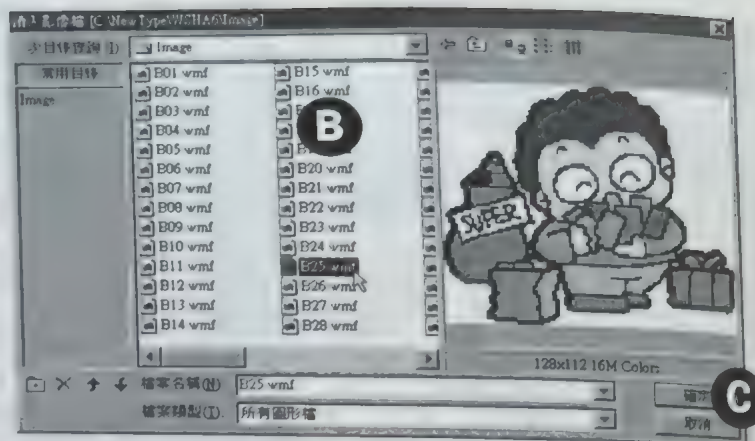 [C:\NewType\WCHA6\Image]
Image
常用目錄
Image
B01 wmf
B02 wmf
B03 wmf
B04 wmf
B05 wmf
B06 wmf
B07 wmf
B08 wmf
B09 wmf
B10 wmf
B11 wmf
B12 wmf
B13 wmf
B14 wmf
B15 wmf
B16 wmf
B
B20 wmf
B21 wmf
B22 wmf
B23 wmf
B24 wmf
B25 wmf
B26 wmf
B27 wmf
B28 wmf
SUPER
128x112 16M Colors
檔案名稱(N) B25 wmf
檔案類型(T). 所有圖形檔
C
取消